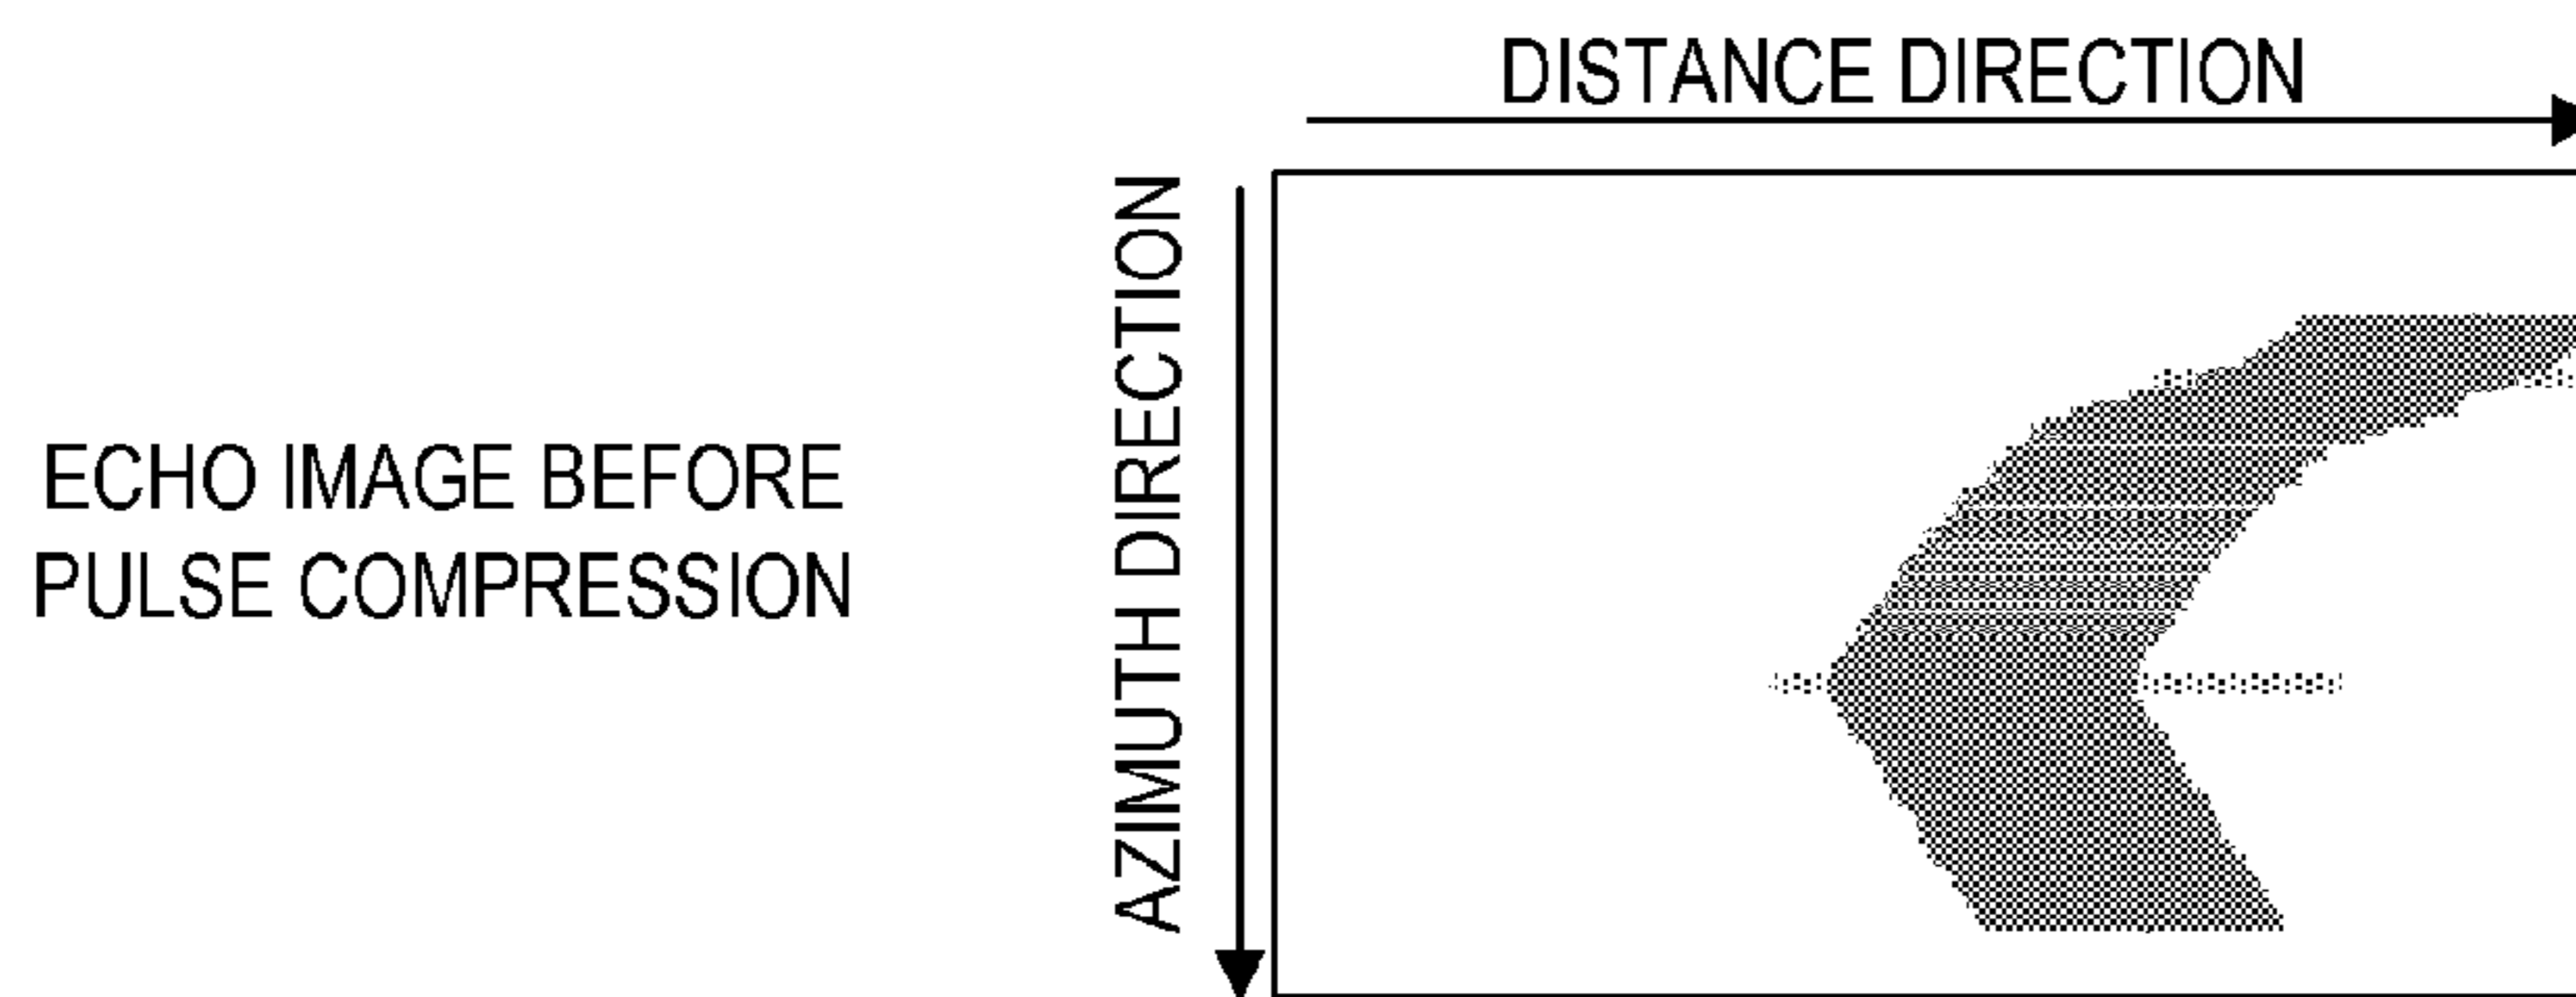 DISTANCE DIRECTION
AZIMUTH DIRECTION
ECHO IMAGE BEFORE
PULSE COMPRESSION